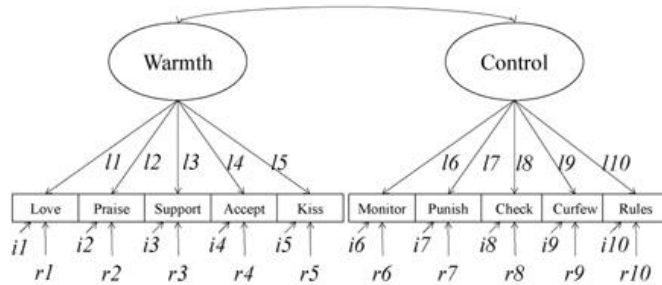 Warmth Control
l1 l2 l3 l4 l5 l6 l7 l8 l9 l10
Love Praise Support Accept Kiss Monitor Punish Check Curfew Rules
i1 i2 i3 i4 i5 i6 i7 i8 i9 i10
r1 r2 r3 r4 r5 r6 r7 r8 r9 r10